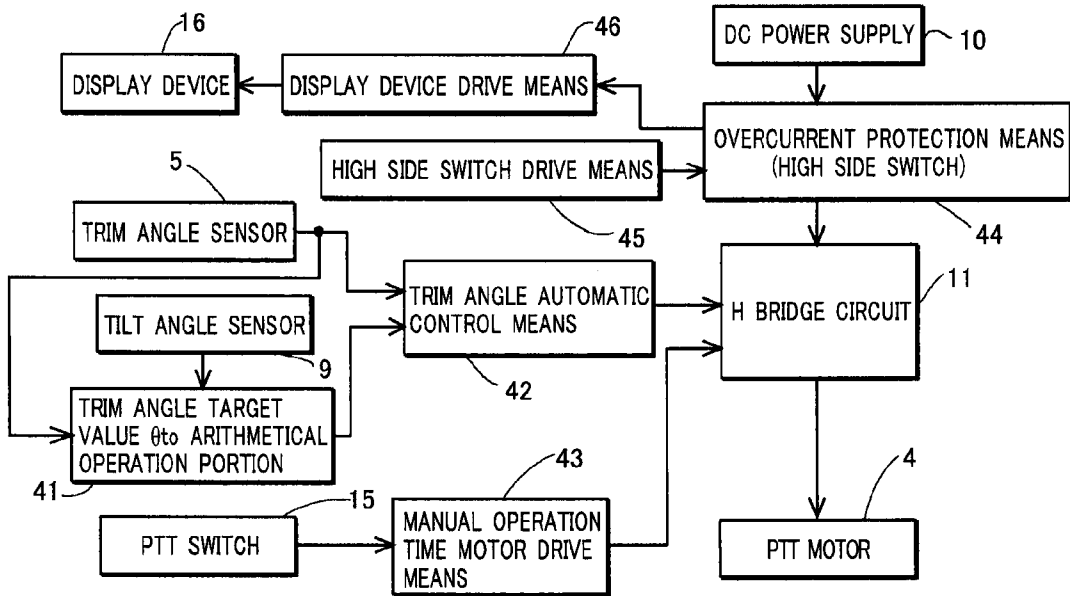 16
46
DC POWER SUPPLY
10
DISPLAY DEVICE
DISPLAY DEVICE DRIVE MEANS
OVERCURRENT PROTECTION MEANS
(HIGH SIDE SWITCH)
HIGH SIDE SWITCH DRIVE MEANS
5
45
44
TRIM ANGLE SENSOR
11
TRIM ANGLE AUTOMATIC
CONTROL MEANS
H BRIDGE CIRCUIT
TILT ANGLE SENSOR
9
42
TRIM ANGLE TARGET
VALUE θto ARITHMETICAL
OPERATION PORTION
41
15
43
4
PTT SWITCH
MANUAL OPERATION
TIME MOTOR DRIVE
MEANS
PTT MOTOR